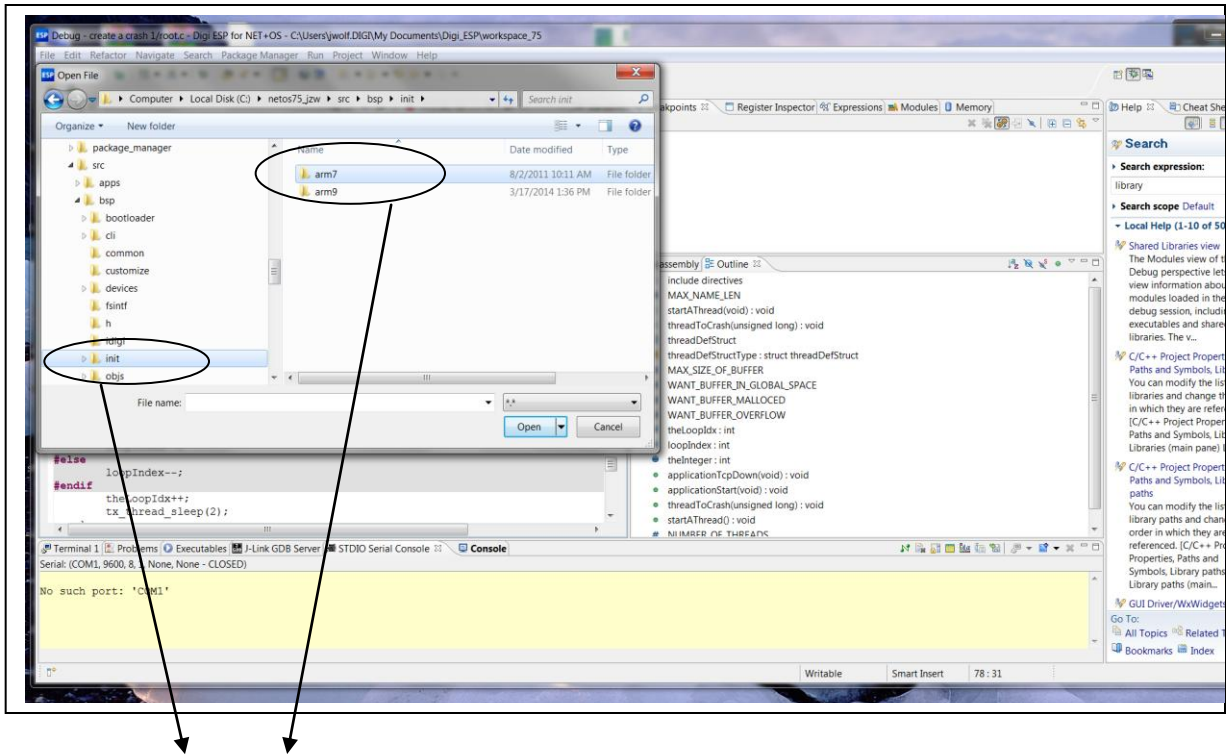 Debug - create a crash 1/root.c - Digi ESP for NET+OS - C:\Users\jwolf.DIGI\My Documents\Digi_ESP\workspace_75
File Edit Refactor Navigate Search Package Manager Run Project Window Help
Open File
Computer Local Disk (C:) netos75_jzw src bsp init
Search init
Organize New folder
package_manager
src
apps
bsp
bootloader
cli
common
customize
devices
fsintf
h
idigi
init
objs
Name Date modified Type
arm7 8/2/2011 10:11 AM File folder
arm9 3/17/2014 1:36 PM File folder
File name: *.*
Open Cancel
akpoints Register Inspector Expressions Modules Memory
assembly Outline
include directives
MAX_NAME_LEN
startAThread(void) : void
threadToCrash(unsigned long) : void
threadDefStruct
threadDefStructType : struct threadDefStruct
MAX_SIZE_OF_BUFFER
WANT_BUFFER_IN_GLOBAL_SPACE
WANT_BUFFER_MALLOCED
WANT_BUFFER_OVERFLOW
theLoopIdx : int
loopIndex : int
theInteger : int
applicationTcpDown(void) : void
applicationStart(void) : void
threadToCrash(unsigned long) : void
startAThread() : void
# NUMBER OF THREADS
#else
loopIndex--;
#endif
theLoopIdx++;
tx_thread_sleep(2);
Terminal 1 Problems Executables J-Link GDB Server STDIO Serial Console Console
Serial: (COM1, 9600, 8, 1, None, None - CLOSED)
No such port: 'COM1'
Writable Smart Insert 78 : 31
Help Cheat She
Search
Search expression:
library
Search scope Default
Local Help (1-10 of 50
Shared Libraries view
The Modules view of t
Debug perspective lets
view information abou
modules loaded in the
debug session, includi
executables and share
libraries. The v...
C/C++ Project Propert
Paths and Symbols, Lib
You can modify the list
libraries and change th
in which they are refer
[C/C++ Project Proper
Paths and Symbols, Lib
Libraries (main pane) l
C/C++ Project Propert
Paths and Symbols, Lib
paths
You can modify the list
library paths and chan
order in which they are
referenced. [C/C++ Pro
Properties, Paths and
Symbols, Library paths
Library paths (main...
GUI Driver/WxWidgets
Go To:
All Topics Related T
Bookmarks Index